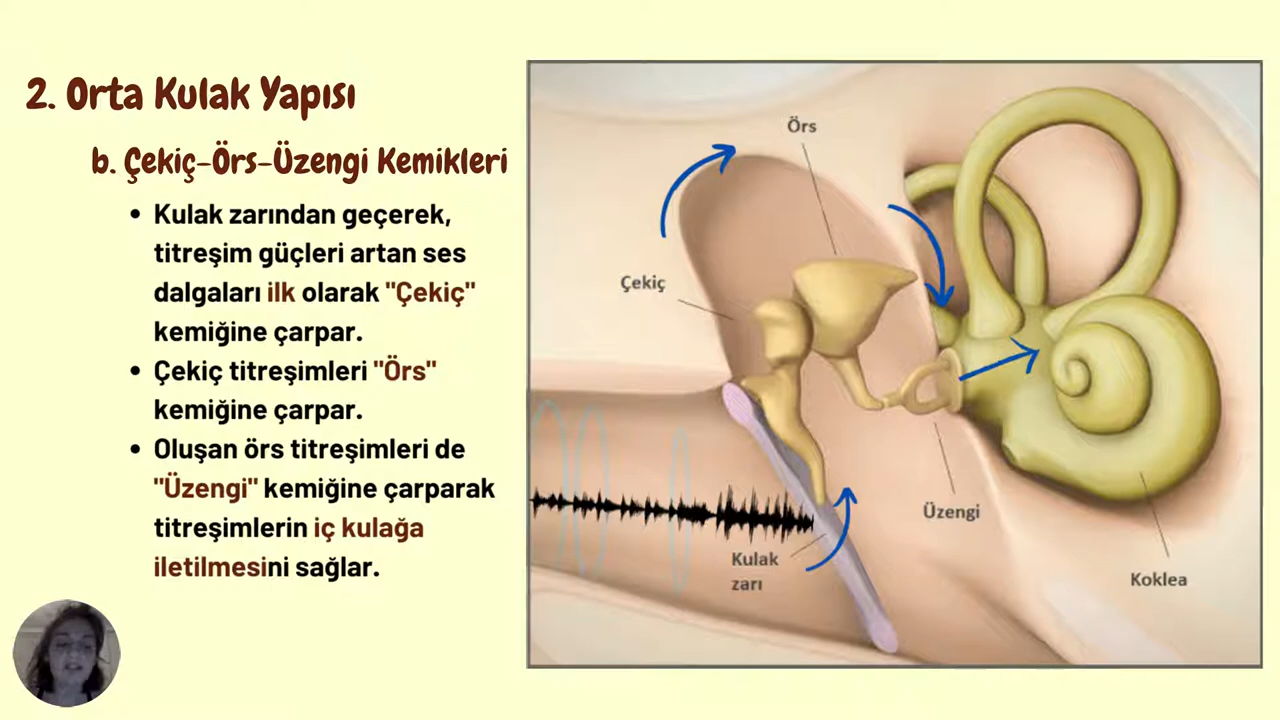 2. Orta Kulak Yapısı
b. Çekiç-Örs-Üzengi Kemikleri
• Kulak zarından geçerek,
titreşim güçleri artan ses
dalgaları ilk olarak "Çekiç"
kemiğine çarpar.
• Çekiç titreşimleri "Örs"
kemiğine çarpar.
• Oluşan örs titreşimleri de
"Üzengi" kemiğine çarparak
titreşimlerin iç kulağa
iletilmesini sağlar.
Örs
Çekiç
Üzengi
Kulak
zarı
Koklea